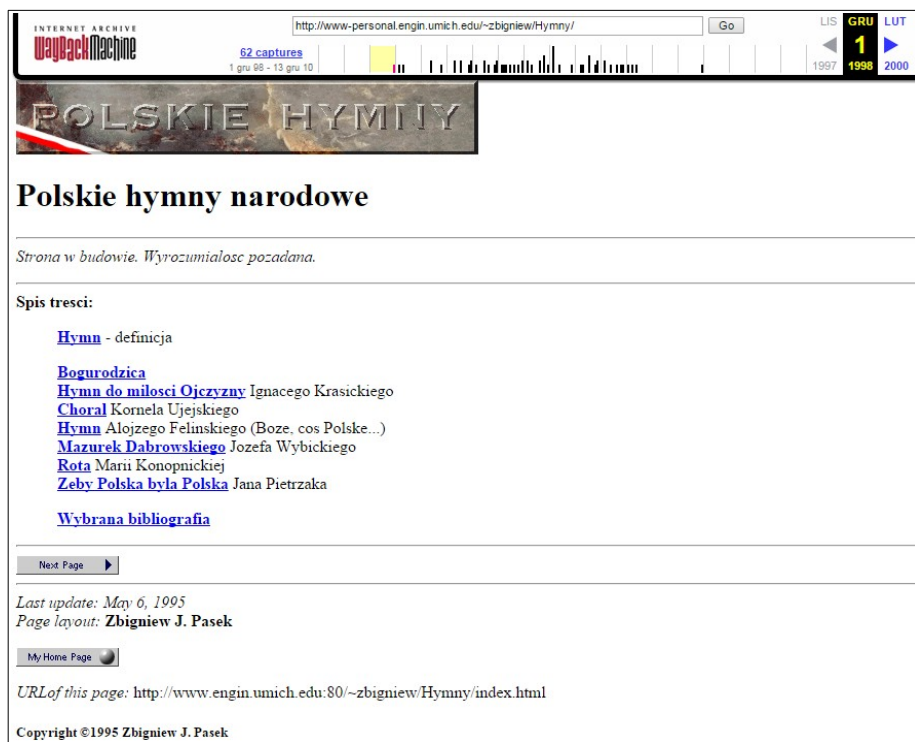 INTERNET ARCHIVE
WayBackMachine
http://www-personal.engin.umich.edu/~zbigniew/Hymny/
Go
62 captures
1 gru 98 - 13 gru 10
LIS GRU LUT
1
1997 1998 2000
POLSKIE HYMNY
Polskie hymny narodowe
Strona w budowie. Wyrozumialosc pozadana.
Spis tresci:
Hymn - definicja
Bogurodzica
Hymn do milosci Ojczyzny Ignacego Krasickiego
Choral Kornela Ujejskiego
Hymn Alojzego Felinskiego (Boze, cos Polske...)
Mazurek Dabrowskiego Jozefa Wybickiego
Rota Marii Konopnickiej
Zeby Polska byla Polska Jana Pietrzaka
Wybrana bibliografia
Next Page
Last update: May 6, 1995
Page layout: Zbigniew J. Pasek
My Home Page
URLof this page: http://www.engin.umich.edu:80/~zbigniew/Hymny/index.html
Copyright ©1995 Zbigniew J. Pasek